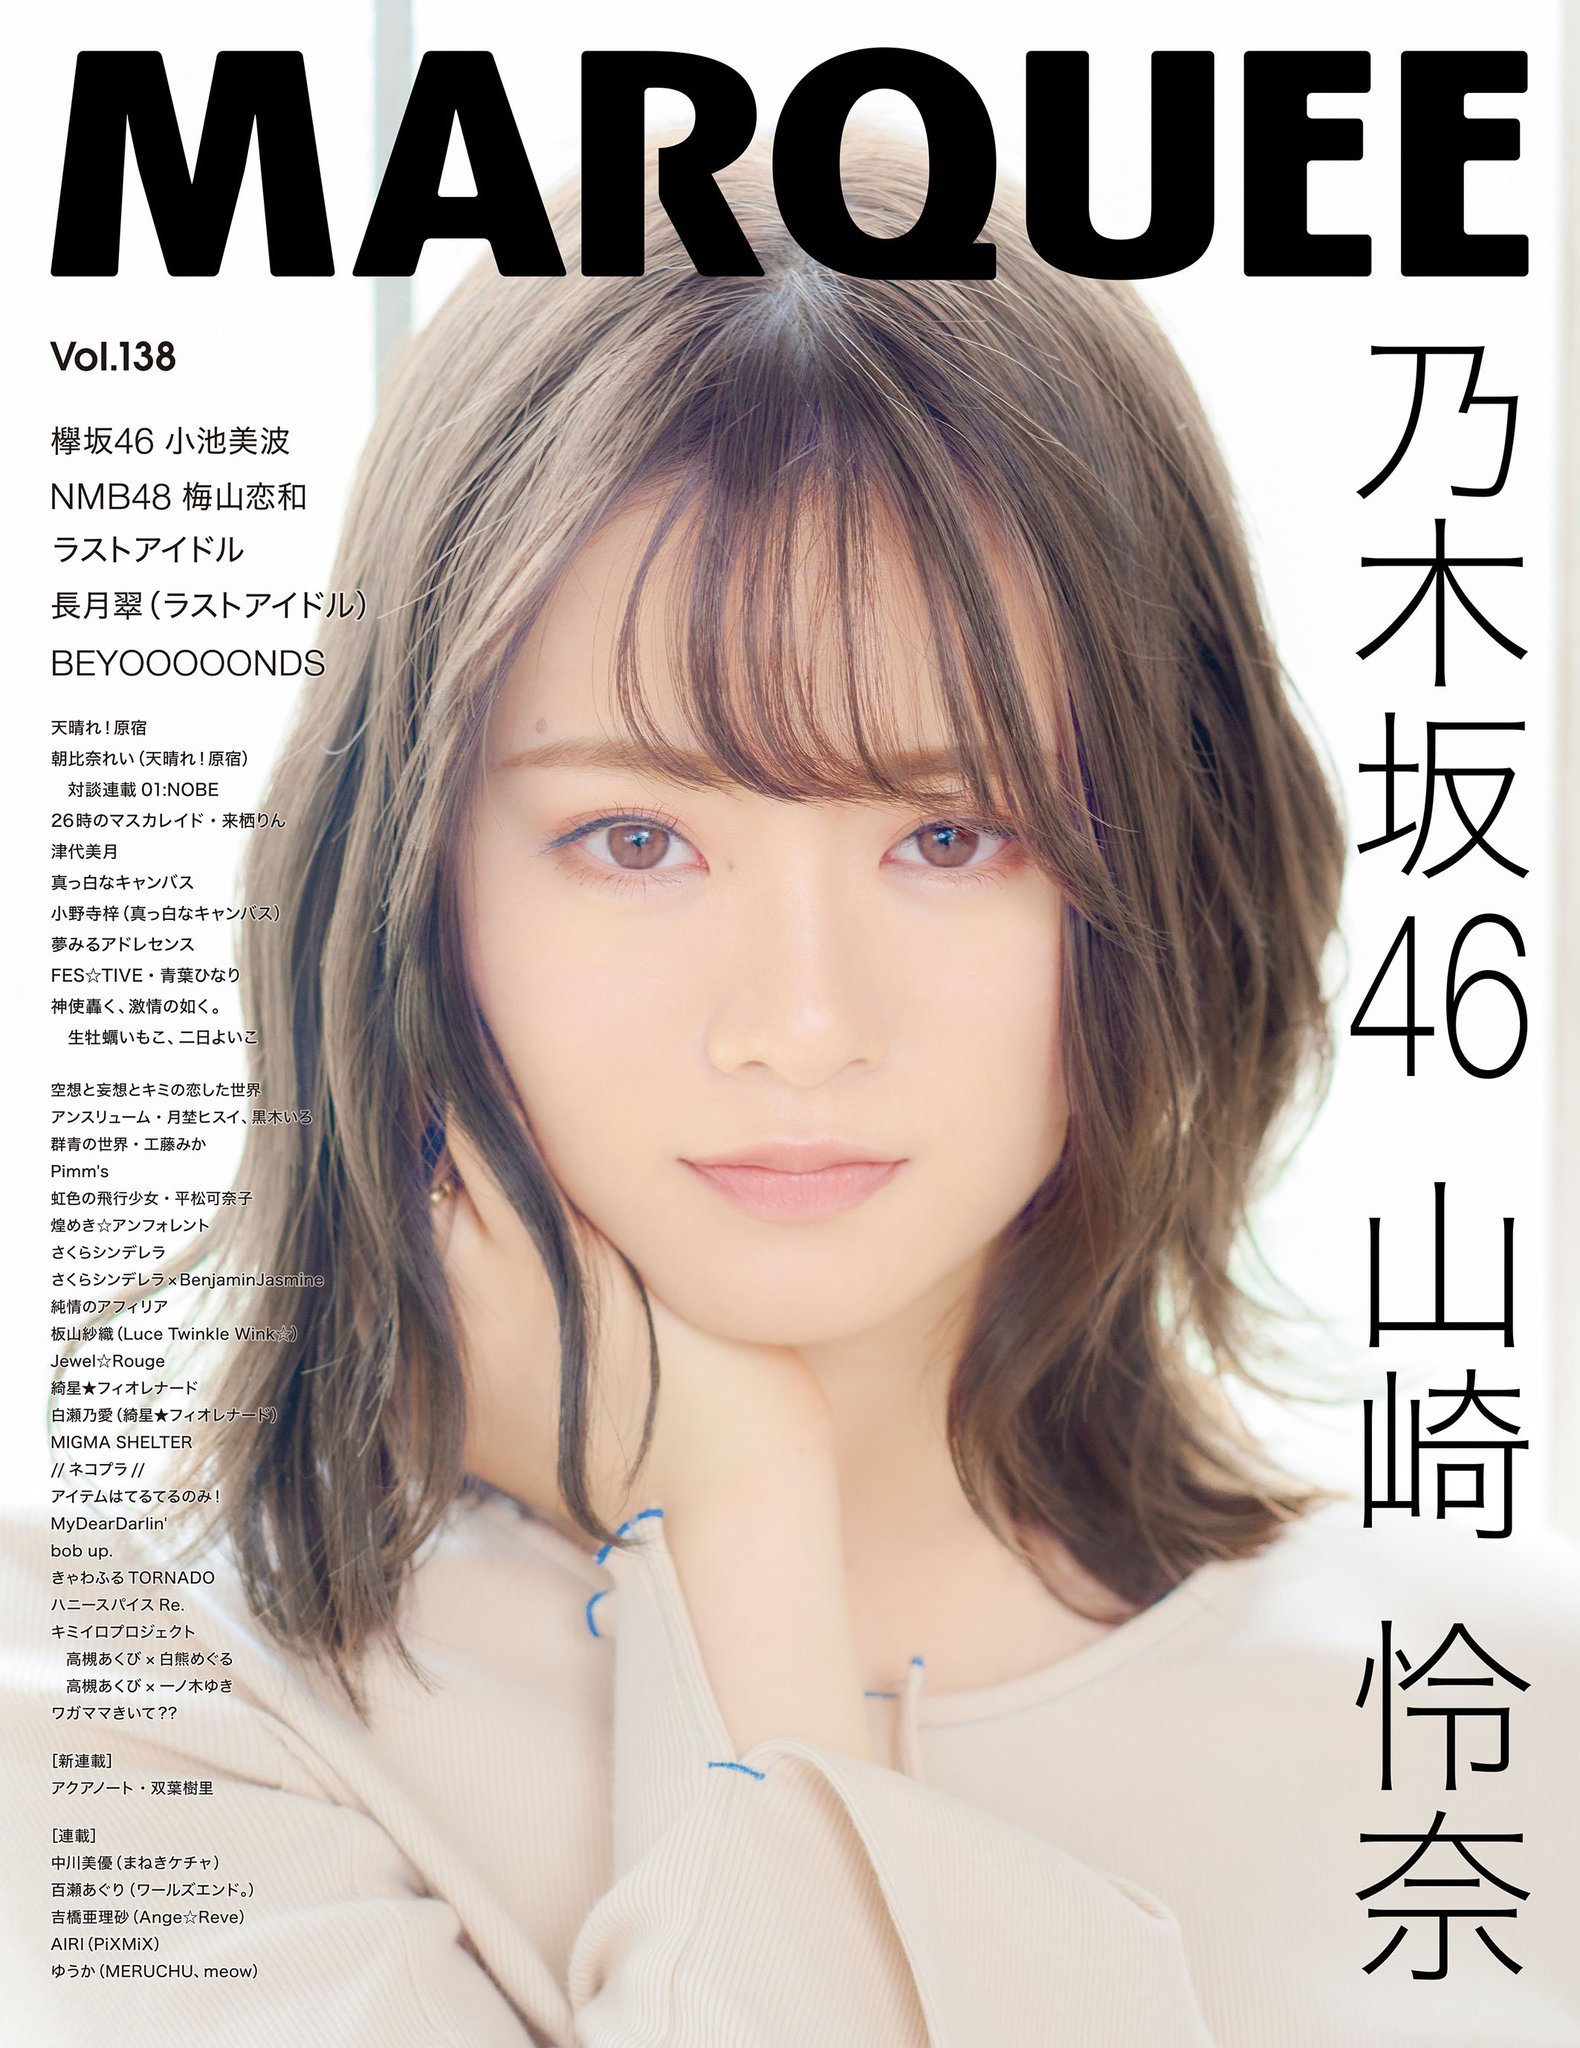 MARQUEE
Vol.138
欅坂46 小池美波
NMB48 梅山恋和
ラストアイドル
長月翠（ラストアイドル）
BEYOOOOONDS
天晴れ！原宿
朝比奈れい（天晴れ！原宿）
対談連載 01:NOBE
26時のマスカレイド・来栖りん
津代美月
真っ白なキャンバス
小野寺梓（真っ白なキャンバス）
夢みるアドレセンス
FES☆TIVE・青葉ひなり
神使轟く、激情の如く。
生牡蠣いもこ、二日よいこ
空想と妄想とキミの恋した世界
アンスリューム・月埜ヒスイ、黒木いろ
群青の世界・工藤みか
Pimm's
虹色の飛行少女・平松可奈子
煌めき☆アンフォレント
さくらシンデレラ
さくらシンデレラ×BenjaminJasmine
純情のアフィリア
板山紗織（Luce Twinkle Wink☆）
Jewel☆Rouge
綺星★フィオレナード
白瀬乃愛（綺星★フィオレナード）
MIGMA SHELTER
// ネコプラ //
アイテムはてるてるのみ！
MyDearDarlin'
bob up.
きゃわふるTORNADO
ハニースパイスRe.
キミイロプロジェクト
高槻あくび×白熊めぐる
高槻あくび×一ノ木ゆき
ワガママきいて??
［新連載］
アクアノート・双葉樹里
［連載］
中川美優（まねきケチャ）
百瀬あぐり（ワールズエンド。）
吉橋亜理砂（Ange☆Reve）
AIRI（PiXMiX）
ゆうか（MERUCHU、meow）
乃木坂46 山崎 怜奈